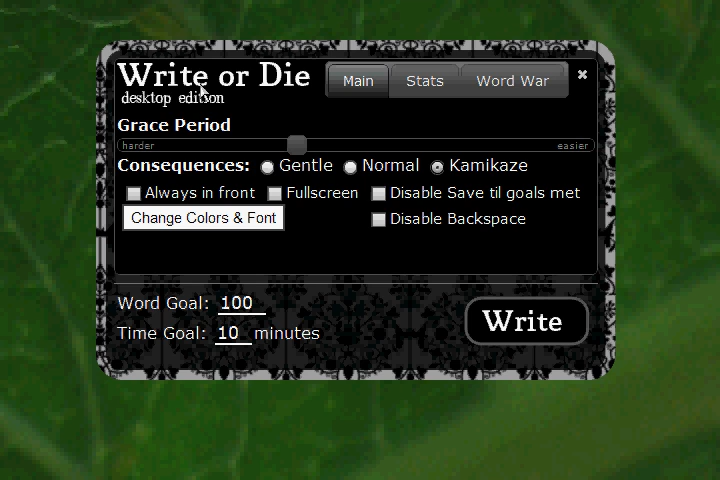 Write or Die
desktop edition
Main Stats Word War
Grace Period
harder easier
Consequences: Gentle Normal Kamikaze
Always in front Fullscreen Disable Save til goals met
Change Colors & Font Disable Backspace
Word Goal: 100
Time Goal: 10 minutes
Write